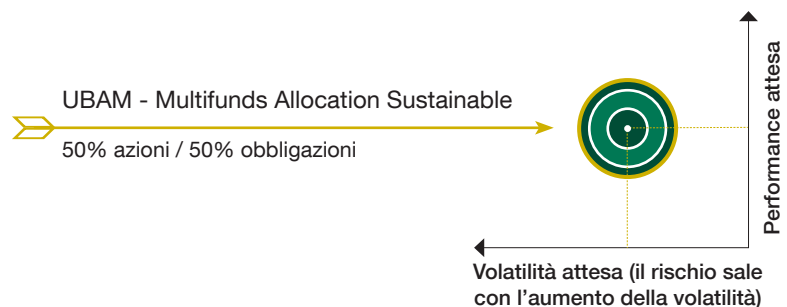 UBAM - Multifunds Allocation Sustainable
50% azioni / 50% obbligazioni
Performance attesa
Volatilità attesa (il rischio sale
con l'aumento della volatilità)